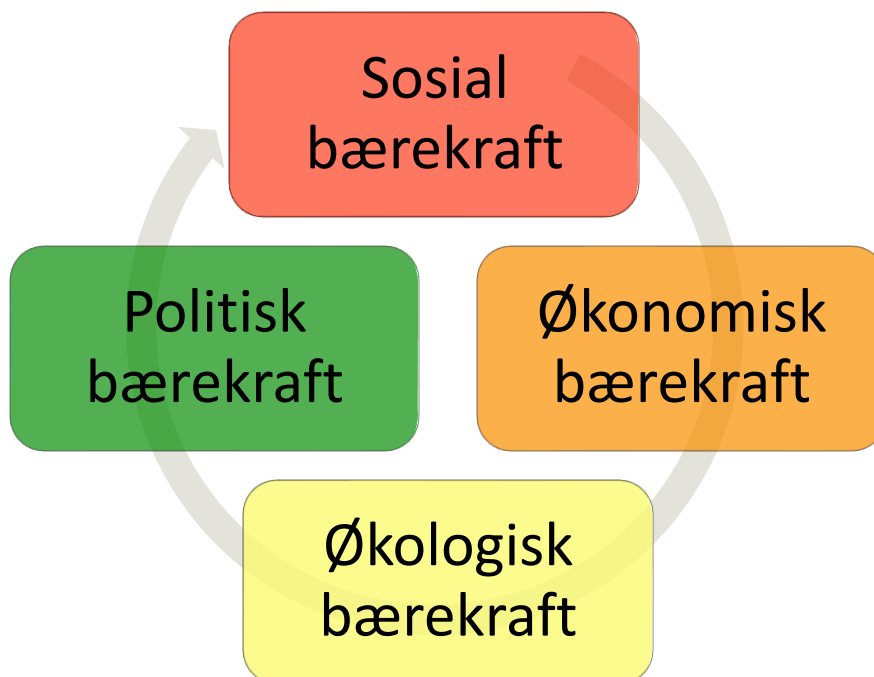 Sosial
bærekraft
Politisk
bærekraft
Økonomisk
bærekraft
Økologisk
bærekraft